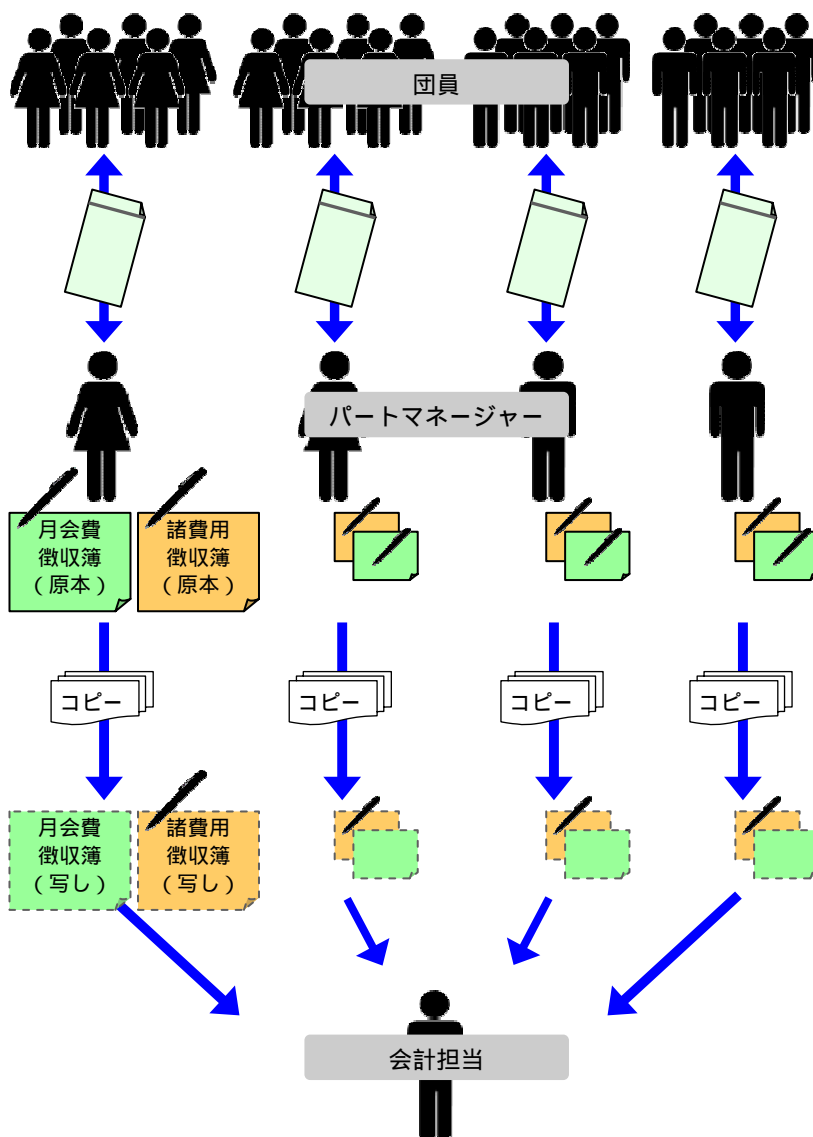 団員
パートマネージャー
月会費
徴収簿
（原本）
諸費用
徴収簿
（原本）
コピー
コピー
コピー
コピー
月会費
徴収簿
（写し）
諸費用
徴収簿
（写し）
会計担当